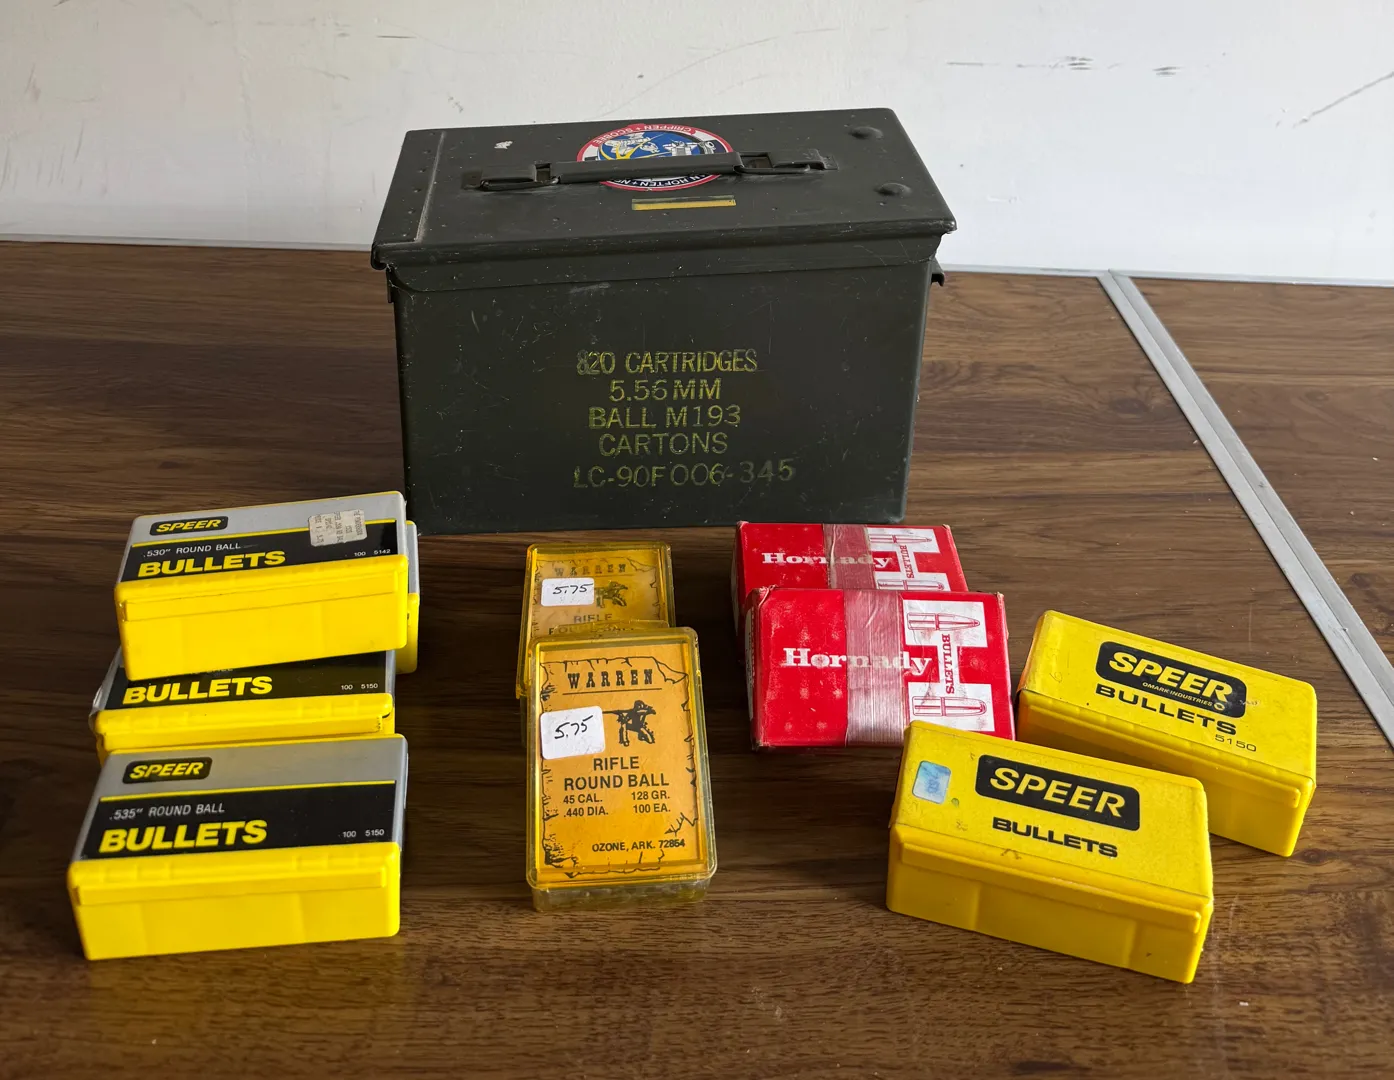 CRIPPEN • SCOBEE
N HOFTEN • N
820 CARTRIDGES
5.56MM
BALL M193
CARTONS
LC-90F006-345
SPEER
.530" ROUND BALL
BULLETS
100 5142
BULLETS
100 5150
SPEER
.535" ROUND BALL
BULLETS
100 5150
WARREN
5.75
RIFLE
WARREN
5.75
RIFLE
ROUND BALL
45 CAL. 128 GR.
.440 DIA. 100 EA.
OZONE, ARK. 72854
Hornady
BULLETS
Hornady
BULLETS
SPEER
OMARK INDUSTRIES
BULLETS
5150
SPEER
BULLETS